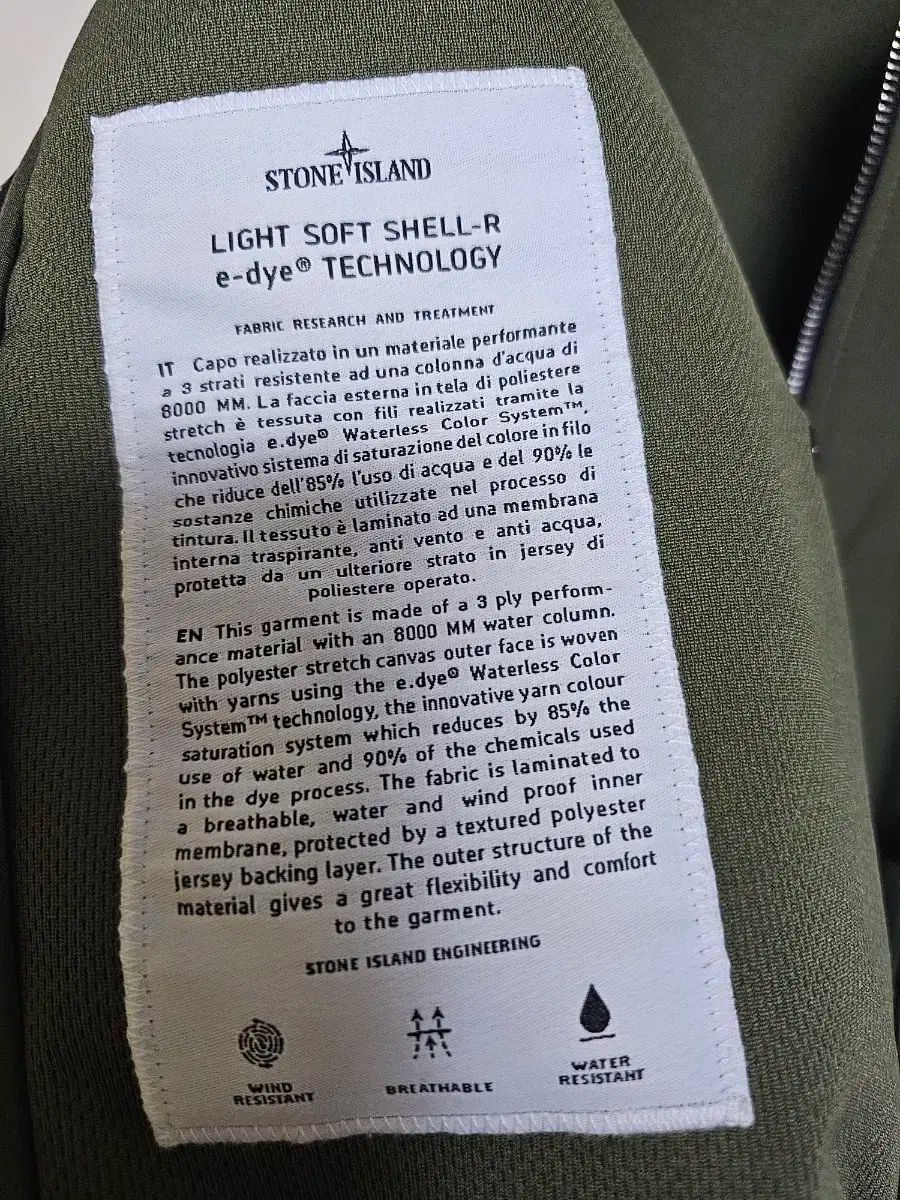 STONE ISLAND
LIGHT SOFT SHELL-R
e-dye® TECHNOLOGY
FABRIC RESEARCH AND TREATMENT
IT Capo realizzato in un materiale performante
a 3 strati resistente ad una colonna d'acqua di
8000 MM. La faccia esterna in tela di poliestere
stretch è tessuta con fili realizzati tramite la
tecnologia e.dye® Waterless Color System™,
innovativo sistema di saturazione del colore in filo
che riduce dell'85% l'uso di acqua e del 90% le
sostanze chimiche utilizzate nel processo di
tintura. Il tessuto è laminato ad una membrana
interna traspirante, anti vento e anti acqua,
protetta da un ulteriore strato in jersey di
poliestere operato.
EN This garment is made of a 3 ply perform-
ance material with an 8000 MM water column.
The polyester stretch canvas outer face is woven
with yarns using the e.dye® Waterless Color
System™ technology, the innovative yarn colour
saturation system which reduces by 85% the
use of water and 90% of the chemicals used
in the dye process. The fabric is laminated to
a breathable, water and wind proof inner
membrane, protected by a textured polyester
jersey backing layer. The outer structure of the
material gives a great flexibility and comfort
to the garment.
STONE ISLAND ENGINEERING
WIND
RESISTANT
BREATHABLE
WATER
RESISTANT